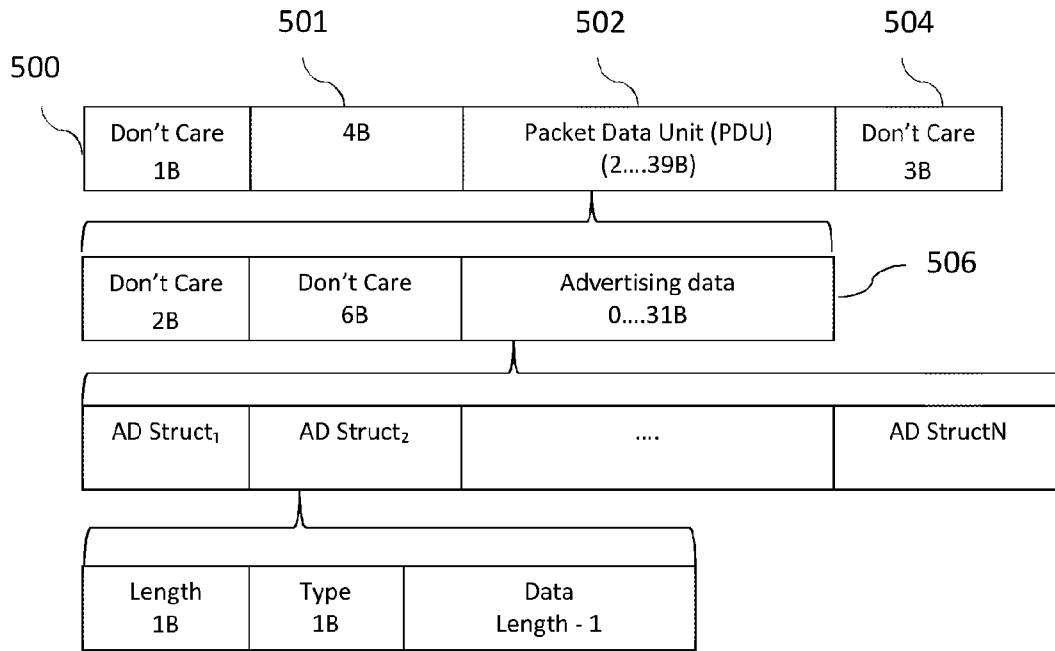 501 502 504
500
Don't Care 4B Packet Data Unit (PDU) Don't Care
1B (2....39B) 3B
506
Don't Care Don't Care Advertising data
2B 6B 0....31B
AD Struct₁ AD Struct₂ .... AD StructN
Length Type Data
1B 1B Length - 1